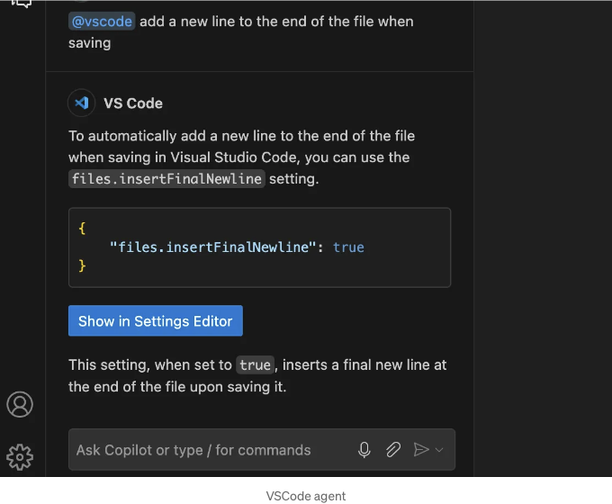 @vscode add a new line to the end of the file when
saving
VS Code
To automatically add a new line to the end of the file
when saving in Visual Studio Code, you can use the
files.insertFinalNewline setting.
{
"files.insertFinalNewline": true
}
Show in Settings Editor
This setting, when set to true, inserts a final new line at
the end of the file upon saving it.
Ask Copilot or type / for commands
VSCode agent